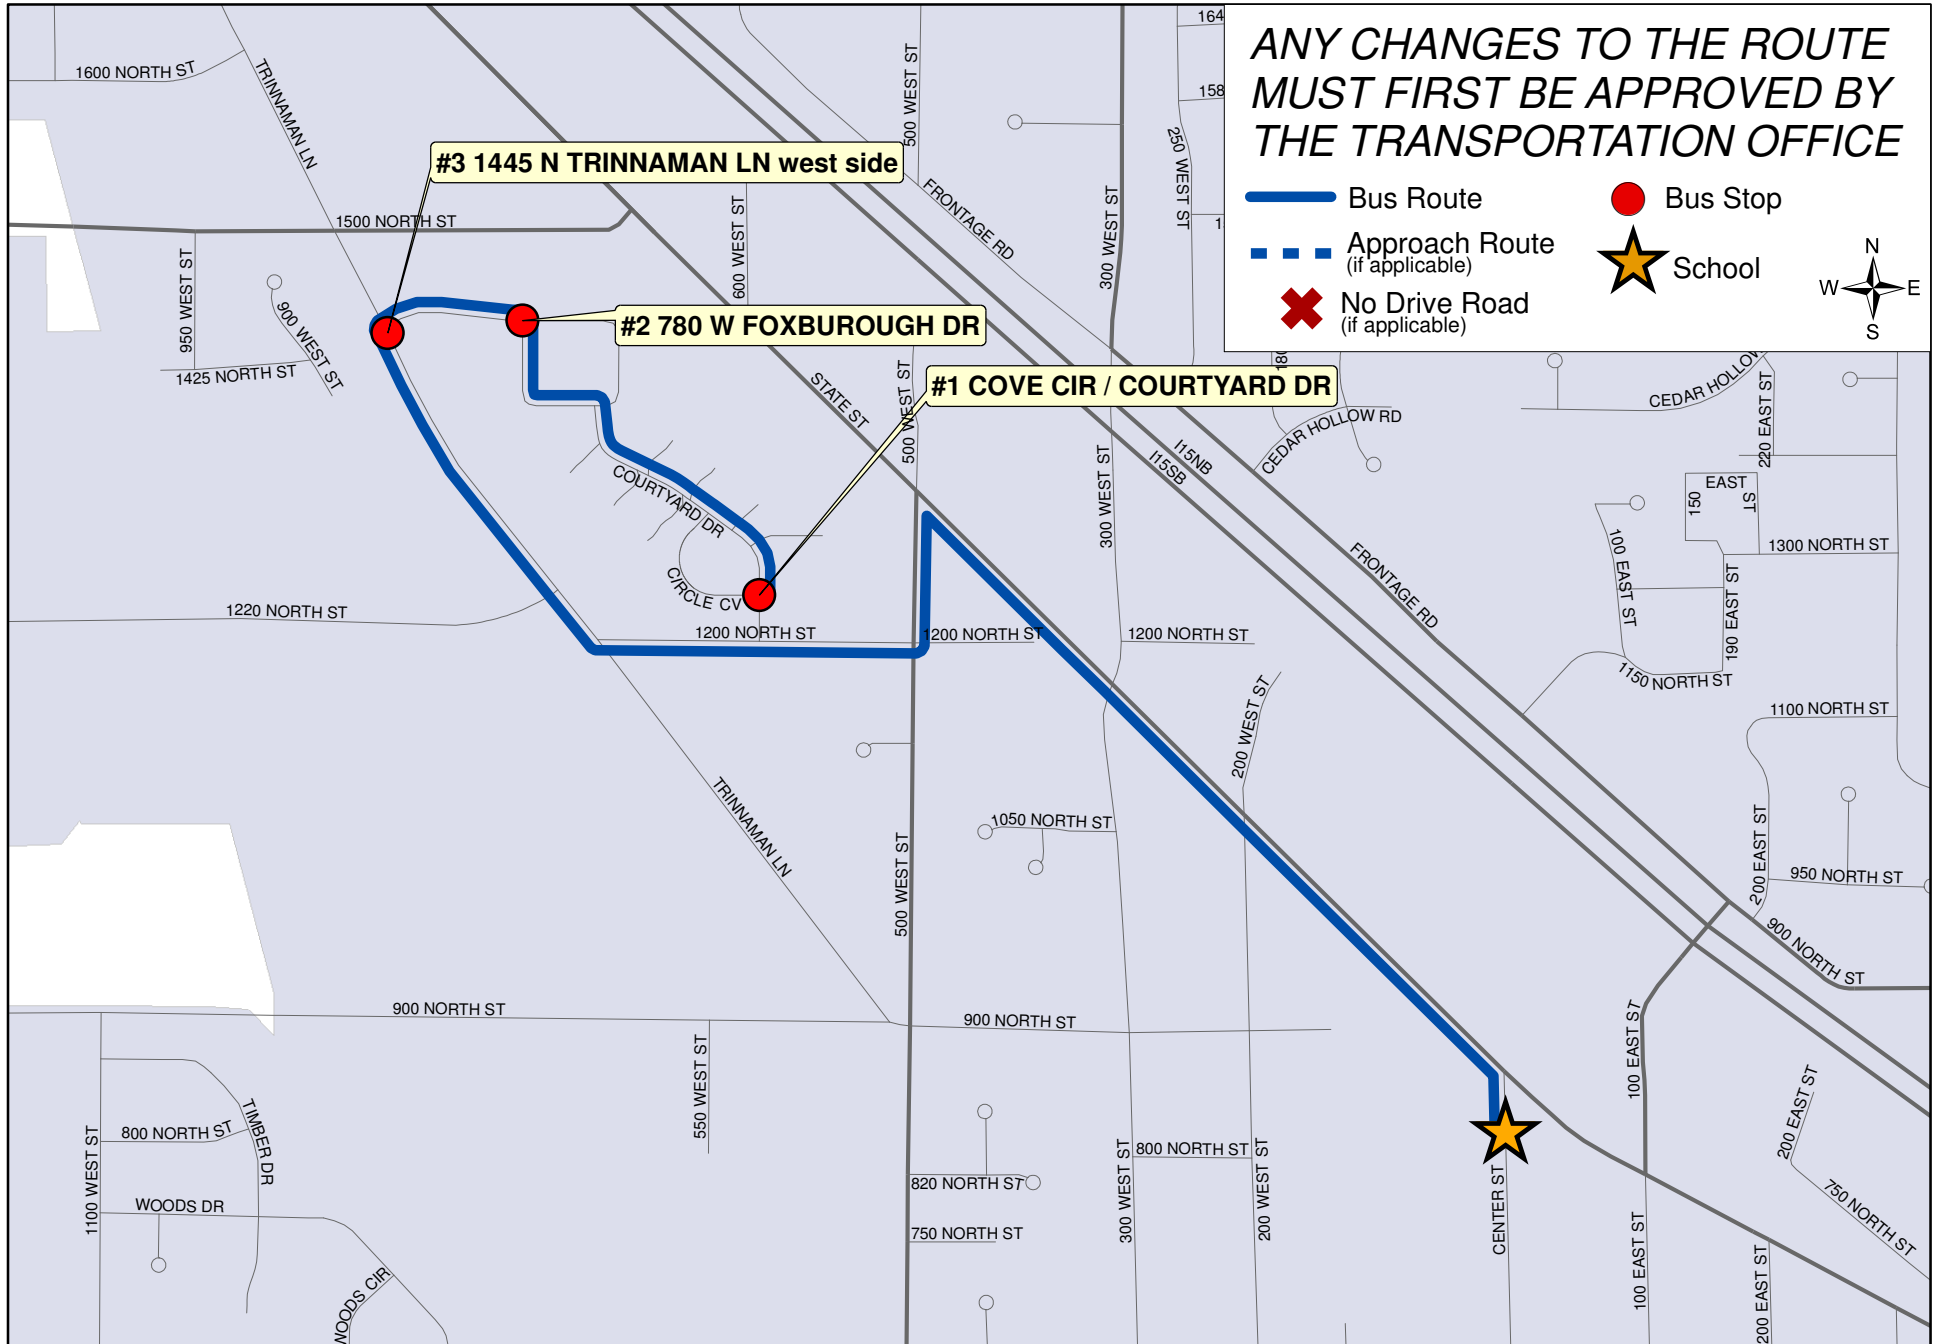 ANY CHANGES TO THE ROUTE
MUST FIRST BE APPROVED BY
THE TRANSPORTATION OFFICE
Bus Route
Bus Stop
Approach Route
(if applicable)
School
No Drive Road
(if applicable)
N
W
E
S
164
158
1600 NORTH ST
TRINNAMAN LN
500 WEST ST
250 WEST ST
#3 1445 N TRINNAMAN LN west side
FRONTAGE RD
300 WEST ST
600 WEST ST
1500 NORTH ST
950 WEST ST
900 WEST ST
1425 NORTH ST
#2 780 W FOXBUROUGH DR
#1 COVE CIR / COURTYARD DR
STATE ST
500 WEST ST
180
CEDAR HOLLOW
220 EAST ST
CEDAR HOLLOW RD
I15NB
I15SB
300 WEST ST
COURTYARD DR
CIRCLE CV
150
EAST
ST
1300 NORTH ST
100 EAST ST
190 EAST ST
FRONTAGE RD
1220 NORTH ST
1200 NORTH ST
1200 NORTH ST
1200 NORTH ST
1150 NORTH ST
1100 NORTH ST
200 WEST ST
TRINNAMAN LN
1050 NORTH ST
500 WEST ST
200 EAST ST
950 NORTH ST
900 NORTH ST
900 NORTH ST
900 NORTH ST
550 WEST ST
100 EAST ST
200 EAST ST
1100 WEST ST
800 NORTH ST
TIMBER DR
WOODS DR
WOODS CIR
820 NORTH ST
750 NORTH ST
300 WEST ST
800 NORTH ST
200 WEST ST
CENTER ST
100 EAST ST
750 NORTH ST
200 EAST ST